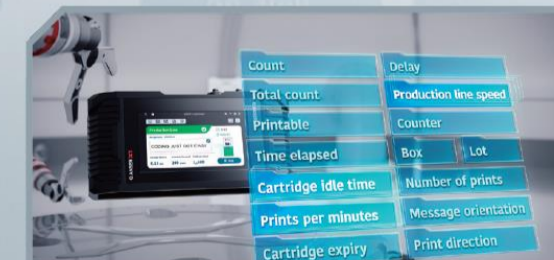 Count
Delay
Total count
Production line speed
Printable
Counter
Time elapsed
Box
Lot
Cartridge idle time
Number of prints
Prints per minutes
Message orientation
Cartridge expiry
Print direction